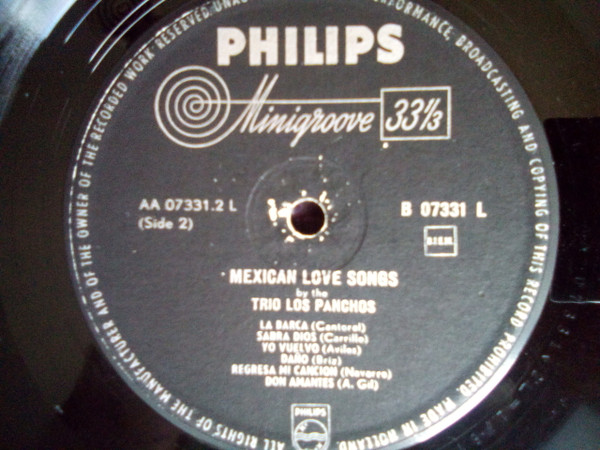 ALL RIGHTS OF THE MANUFACTURER AND OF THE OWNER OF THE RECORDED WORK RESERVED
PERFORMANCE, BROADCASTING AND COPYING OF THIS RECORD PROHIBITED. MADE IN HOLLAND.
PHILIPS
Minigroove 33⅓
AA 07331.2 L
(Side 2)
B 07331 L
B.I.E.M.
MEXICAN LOVE SONGS
by the
TRIO LOS PANCHOS
LA BARCA (Cantoral)
SABRA DIOS (Carrillo)
YO VUELVO (Aviles)
DAÑO (Briz)
REGRESA MI CANCION (Navarro)
DON AMANTES (A. Gil)
PHILIPS